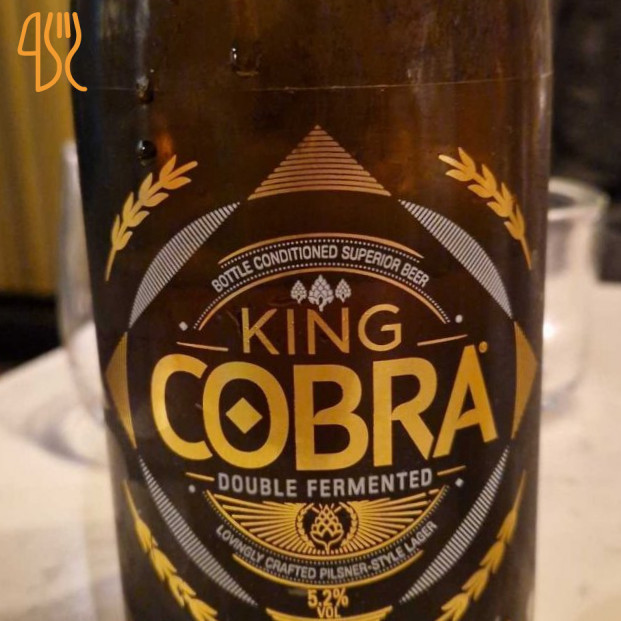 BOTTLE CONDITIONED SUPERIOR BEER
KING
COBRA®
DOUBLE FERMENTED
LOVINGLY CRAFTED PILSNER-STYLE LAGER
5.2%
VOL